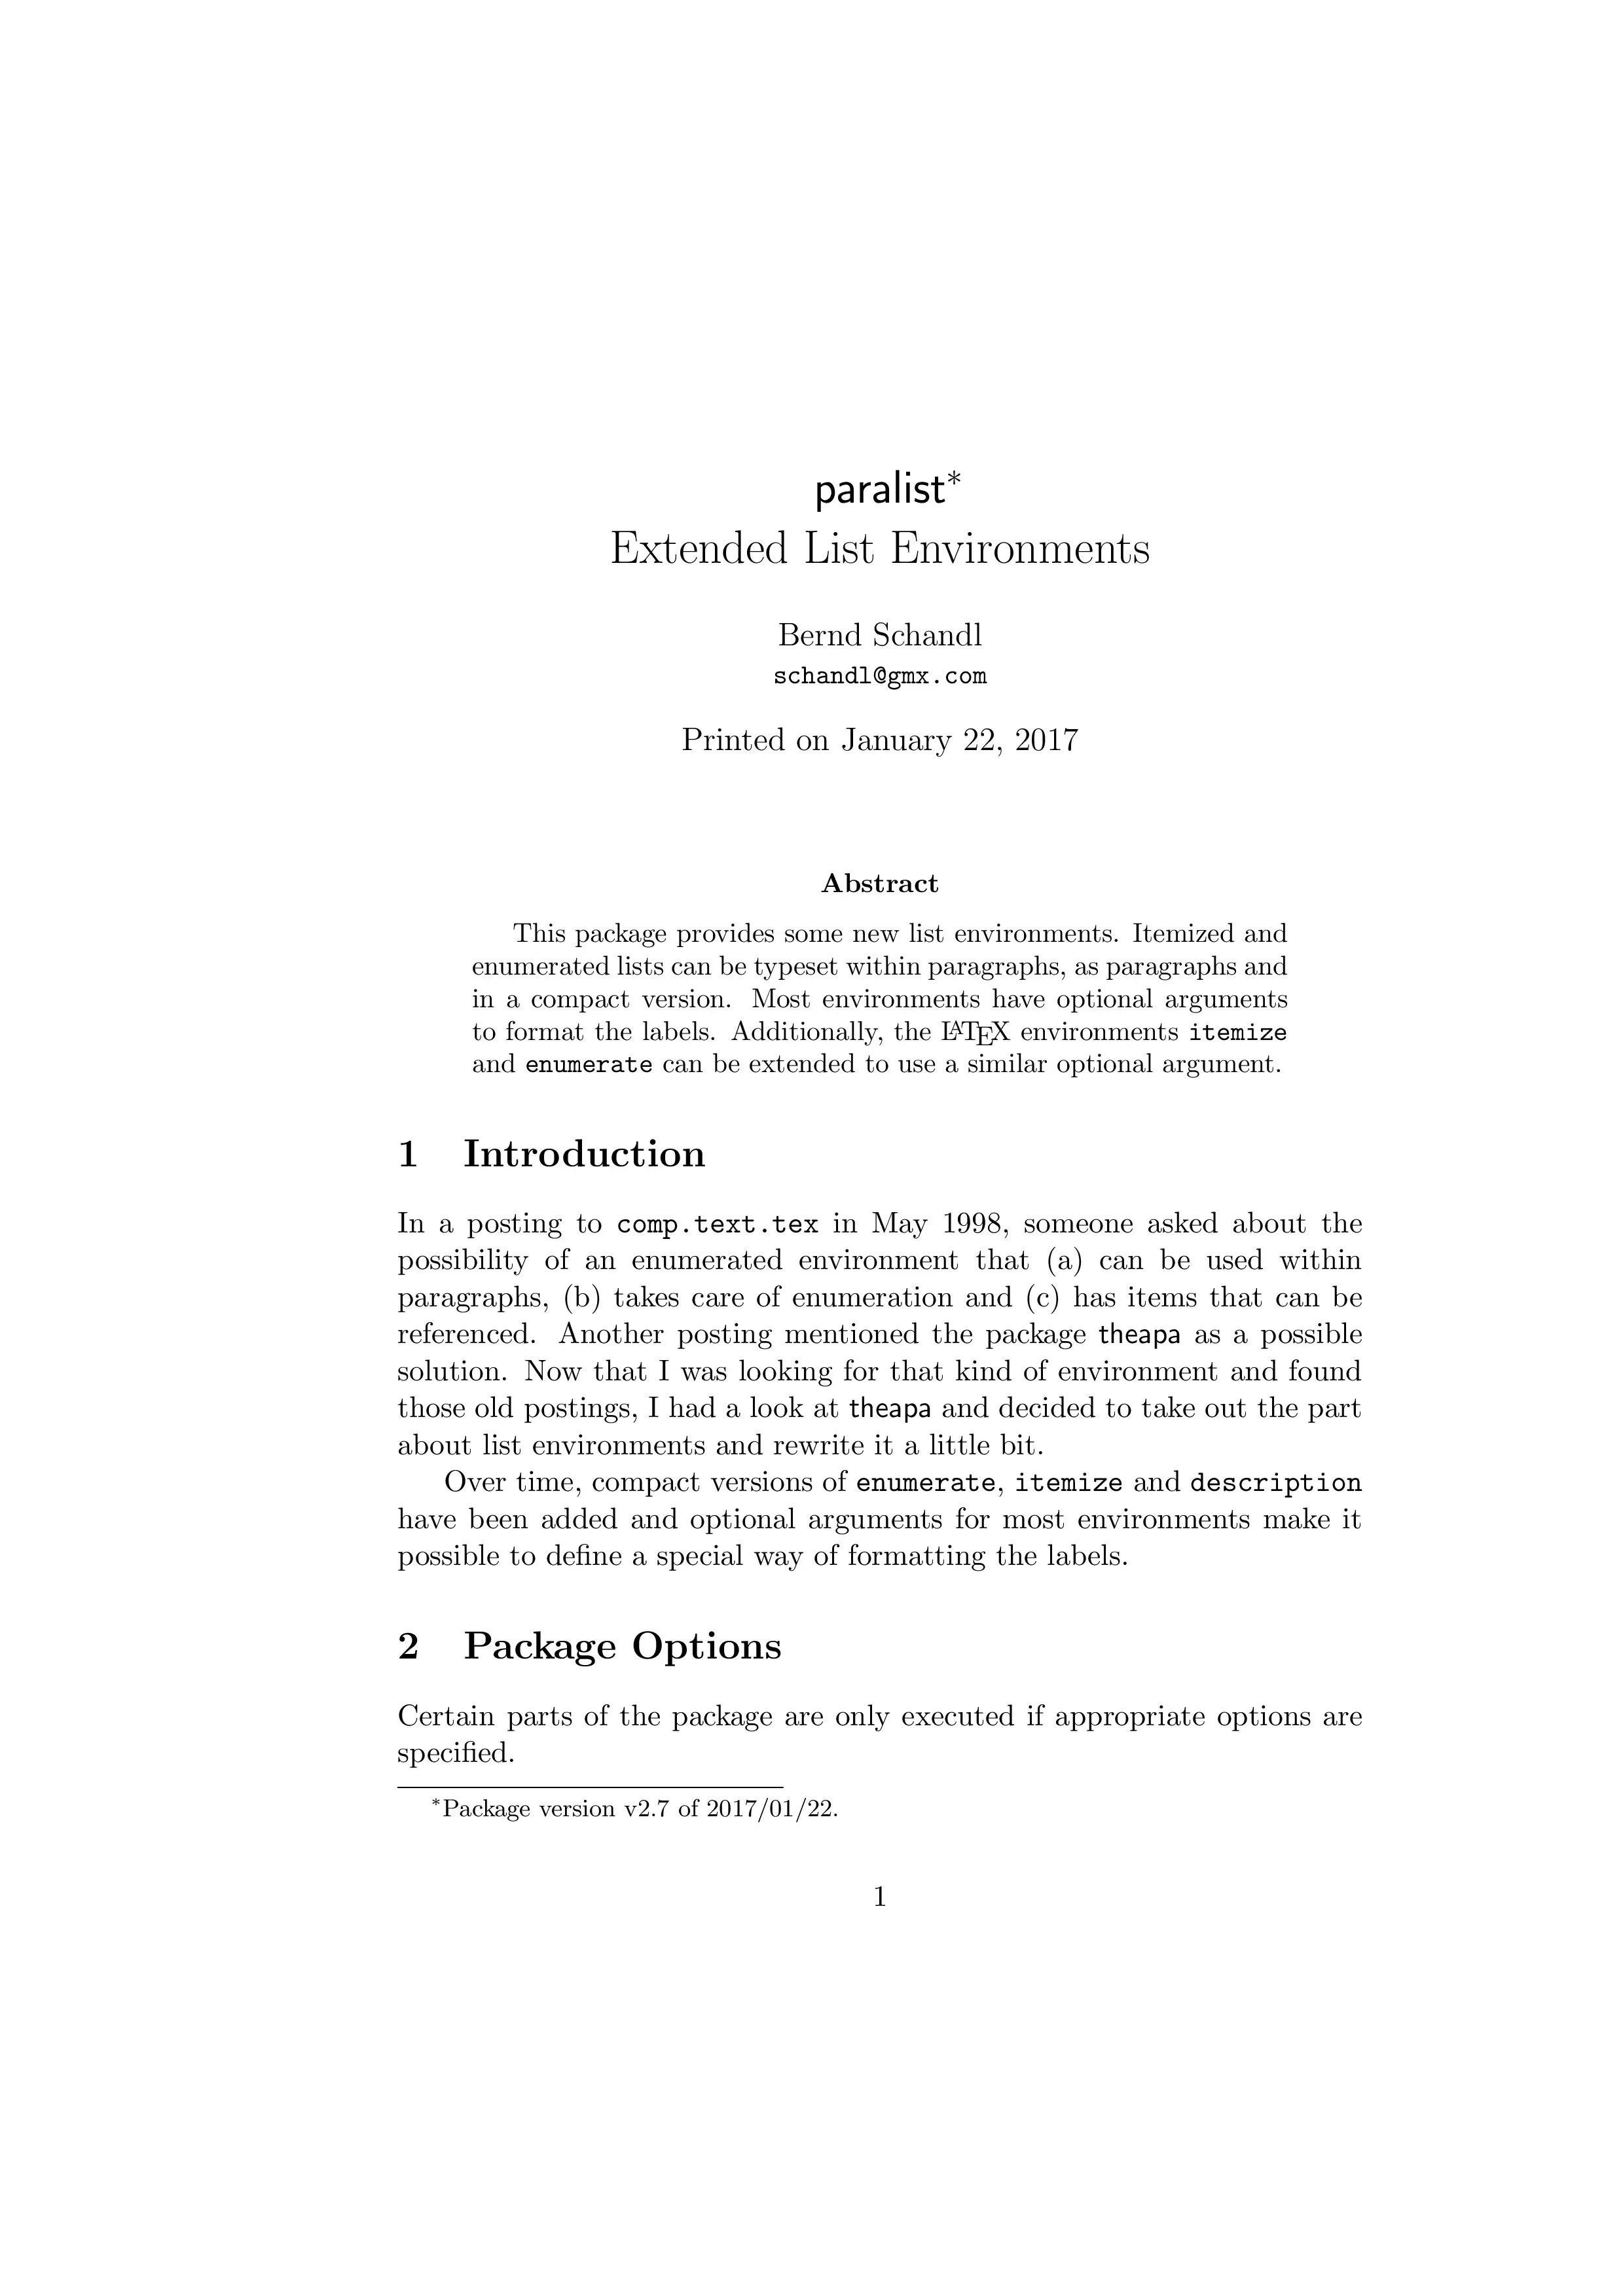 paralist*
Extended List Environments
Bernd Schandl
schandl@gmx.com
Printed on January 22, 2017
Abstract
This package provides some new list environments. Itemized and
enumerated lists can be typeset within paragraphs, as paragraphs and
in a compact version. Most environments have optional arguments
to format the labels. Additionally, the LATEX environments itemize
and enumerate can be extended to use a similar optional argument.
1 Introduction
In a posting to comp.text.tex in May 1998, someone asked about the
possibility of an enumerated environment that (a) can be used within
paragraphs, (b) takes care of enumeration and (c) has items that can be
referenced. Another posting mentioned the package theapa as a possible
solution. Now that I was looking for that kind of environment and found
those old postings, I had a look at theapa and decided to take out the part
about list environments and rewrite it a little bit.
Over time, compact versions of enumerate, itemize and description
have been added and optional arguments for most environments make it
possible to define a special way of formatting the labels.
2 Package Options
Certain parts of the package are only executed if appropriate options are
specified.
*Package version v2.7 of 2017/01/22.
1